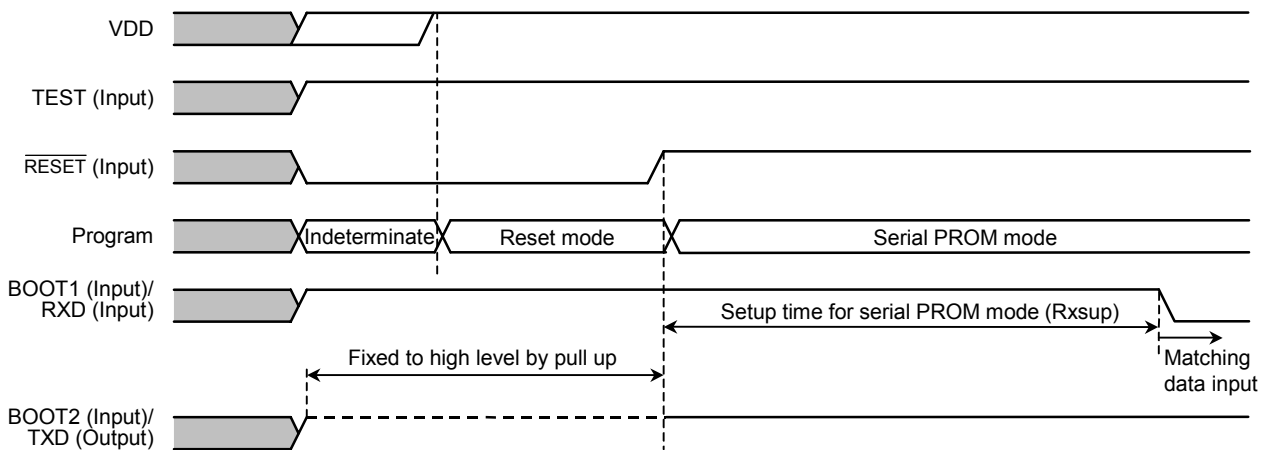 VDD
TEST (Input)
RESET (Input)
Program
Indeterminate
Reset mode
Serial PROM mode
BOOT1 (Input)/
RXD (Input)
Setup time for serial PROM mode (Rxsup)
Fixed to high level by pull up
Matching
data input
BOOT2 (Input)/
TXD (Output)